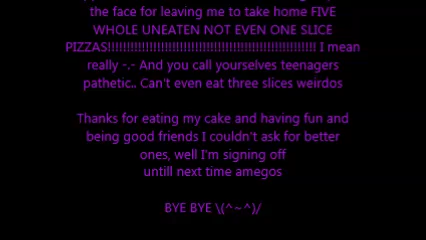 the face for leaving me to take home FIVE
WHOLE UNEATEN NOT EVEN ONE SLICE
PIZZAS!!!!!!!!!!!!!!!!!!!!!!!!!!!!!!!!!!!!!!!!!!!!!!!!!!!!!! I mean
really -.- And you call yourselves teenagers
pathetic.. Can't even eat three slices weirdos
Thanks for eating my cake and having fun and
being good friends I couldn't ask for better
ones, well I'm signing off
untill next time amegos
BYE BYE \(^~^)/